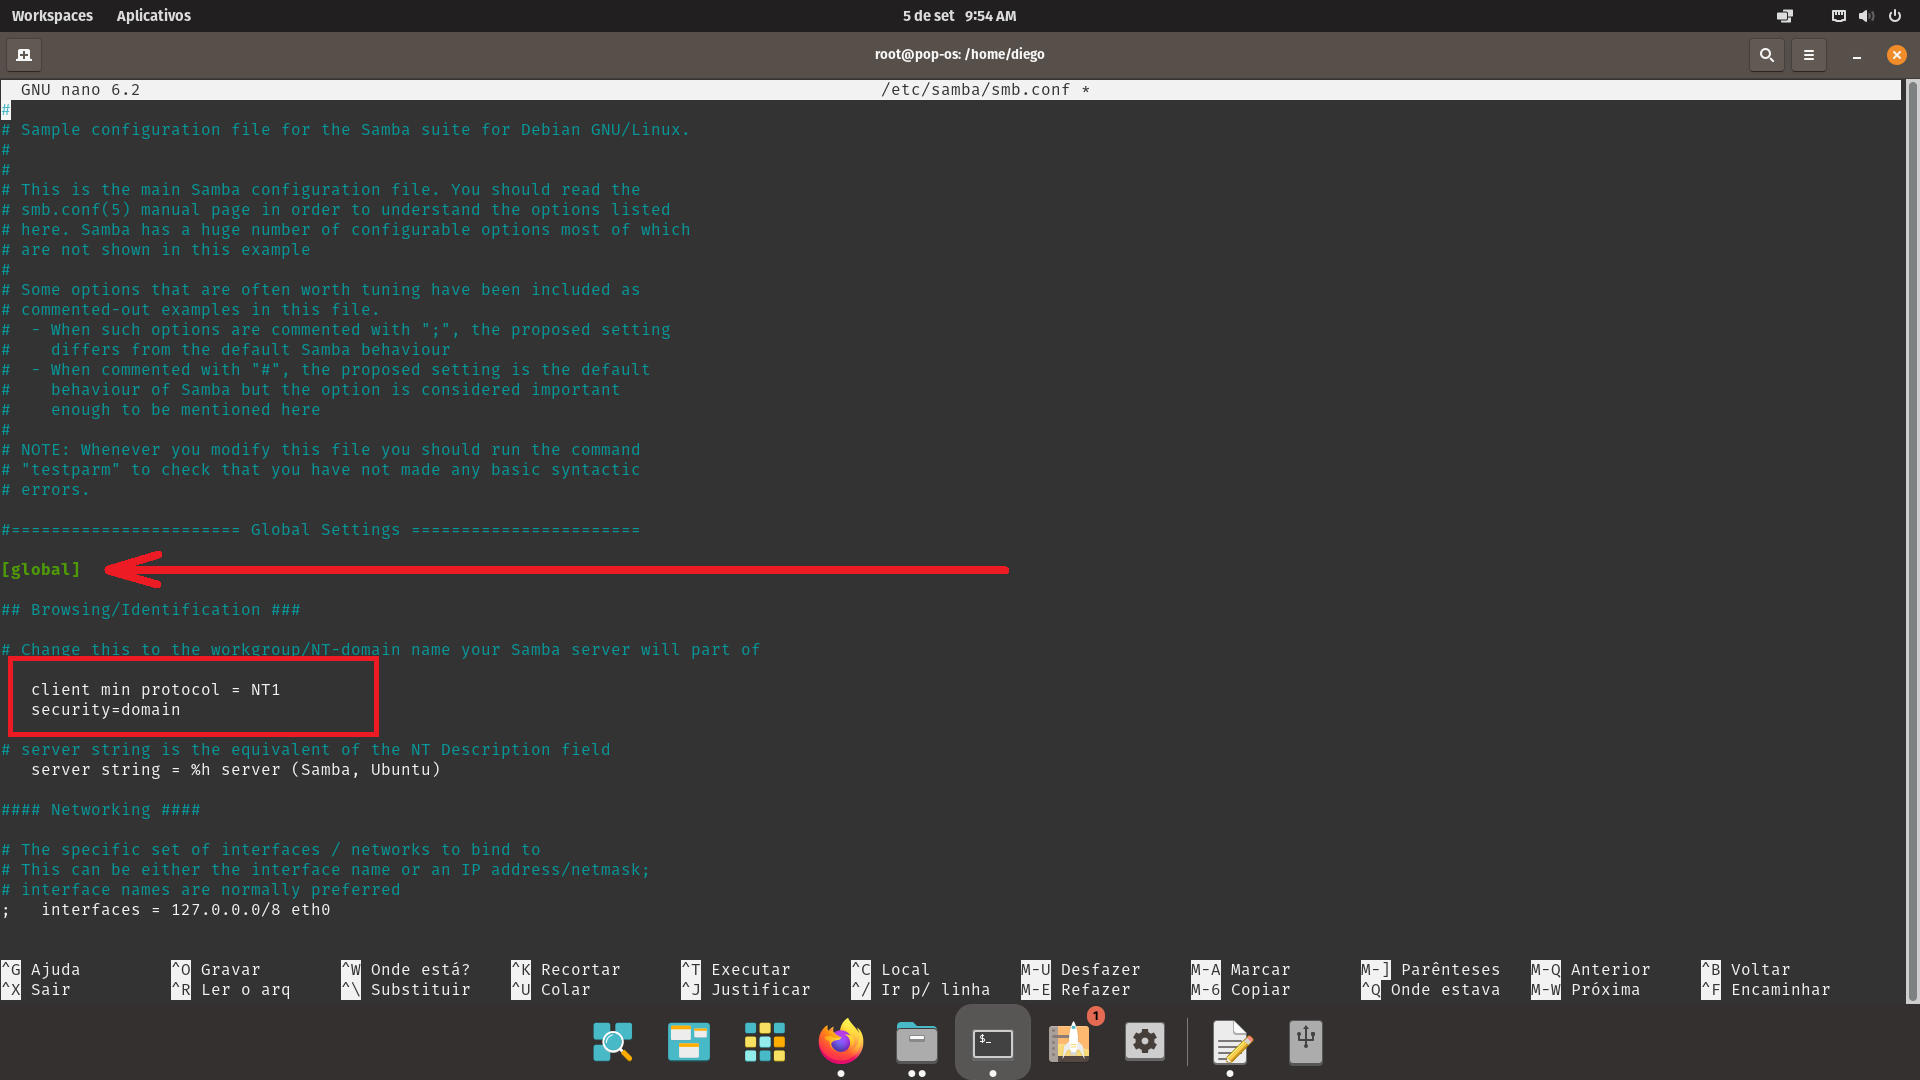 Workspaces Aplicativos 5 de set 9:54 AM
root@pop-os: /home/diego
GNU nano 6.2 /etc/samba/smb.conf *
#
# Sample configuration file for the Samba suite for Debian GNU/Linux.
#
#
# This is the main Samba configuration file. You should read the
# smb.conf(5) manual page in order to understand the options listed
# here. Samba has a huge number of configurable options most of which
# are not shown in this example
#
# Some options that are often worth tuning have been included as
# commented-out examples in this file.
#  - When such options are commented with ";", the proposed setting
#    differs from the default Samba behaviour
#  - When commented with "#", the proposed setting is the default
#    behaviour of Samba but the option is considered important
#    enough to be mentioned here
#
# NOTE: Whenever you modify this file you should run the command
# "testparm" to check that you have not made any basic syntactic
# errors.
#======================= Global Settings =======================
[global]
## Browsing/Identification ###
# Change this to the workgroup/NT-domain name your Samba server will part of
client min protocol = NT1
security=domain
# server string is the equivalent of the NT Description field
server string = %h server (Samba, Ubuntu)
#### Networking ####
# The specific set of interfaces / networks to bind to
# This can be either the interface name or an IP address/netmask;
# interface names are normally preferred
;   interfaces = 127.0.0.0/8 eth0
^G Ajuda ^O Gravar ^W Onde está? ^K Recortar ^T Executar ^C Local M-U Desfazer M-A Marcar M-] Parênteses M-Q Anterior ^B Voltar
^X Sair ^R Ler o arq ^\ Substituir ^U Colar ^J Justificar ^/ Ir p/ linha M-E Refazer M-6 Copiar ^Q Onde estava M-W Próxima ^F Encaminhar
$_
1